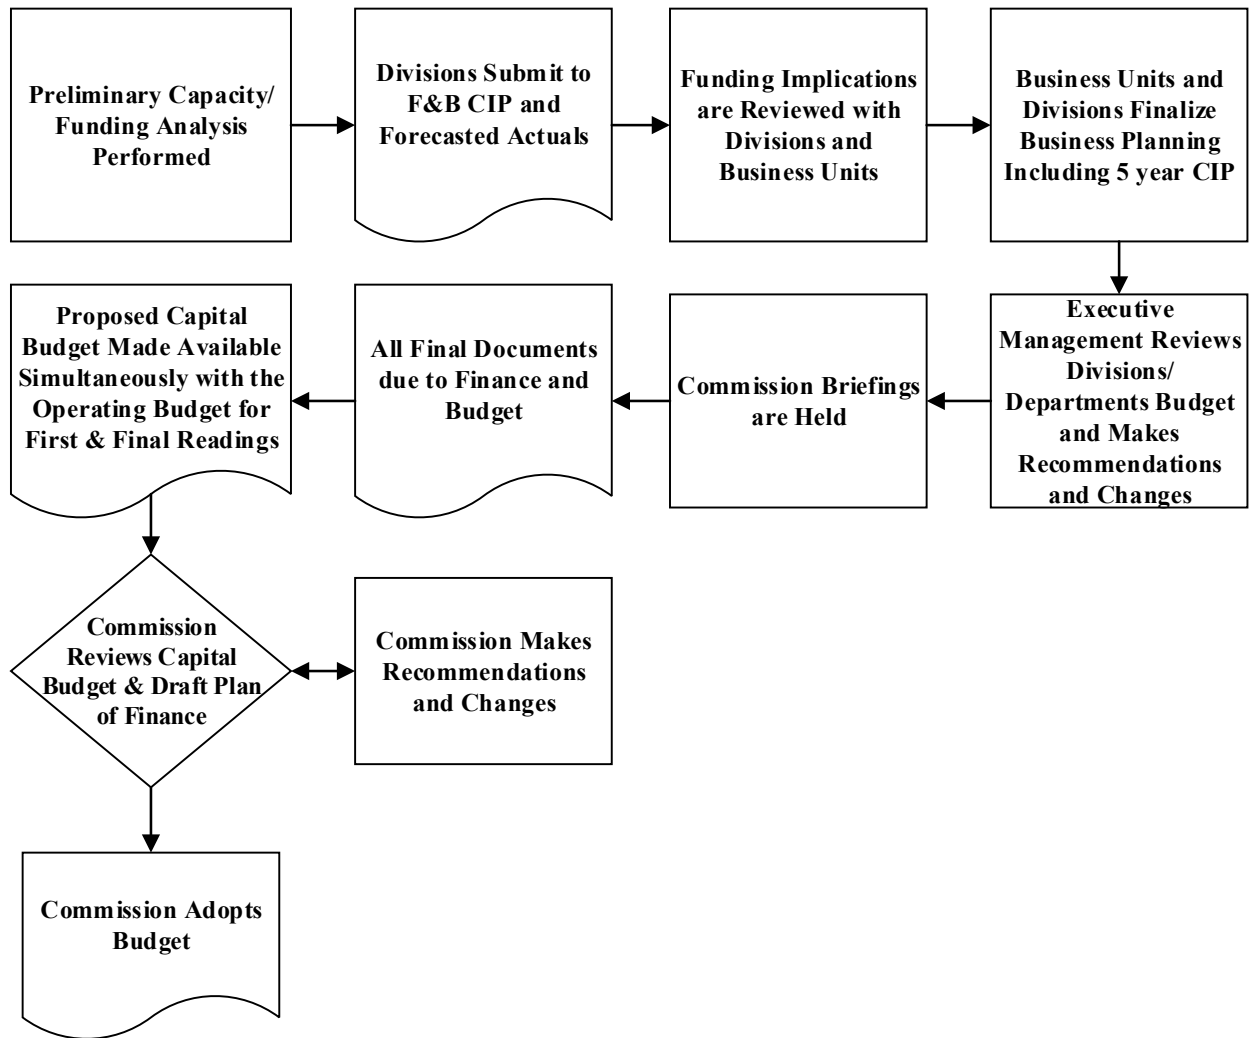 Preliminary Capacity/
Funding Analysis
Performed
Divisions Submit to
F&B CIP and
Forecasted Actuals
Funding Implications
are Reviewed with
Divisions and
Business Units
Business Units and
Divisions Finalize
Business Planning
Including 5 year CIP
Executive
Management Reviews
Divisions/
Departments Budget
and Makes
Recommendations
and Changes
Commission Briefings
are Held
All Final Documents
due to Finance and
Budget
Proposed Capital
Budget Made Available
Simultaneously with the
Operating Budget for
First & Final Readings
Commission
Reviews Capital
Budget & Draft Plan
of Finance
Commission Makes
Recommendations
and Changes
Commission Adopts
Budget